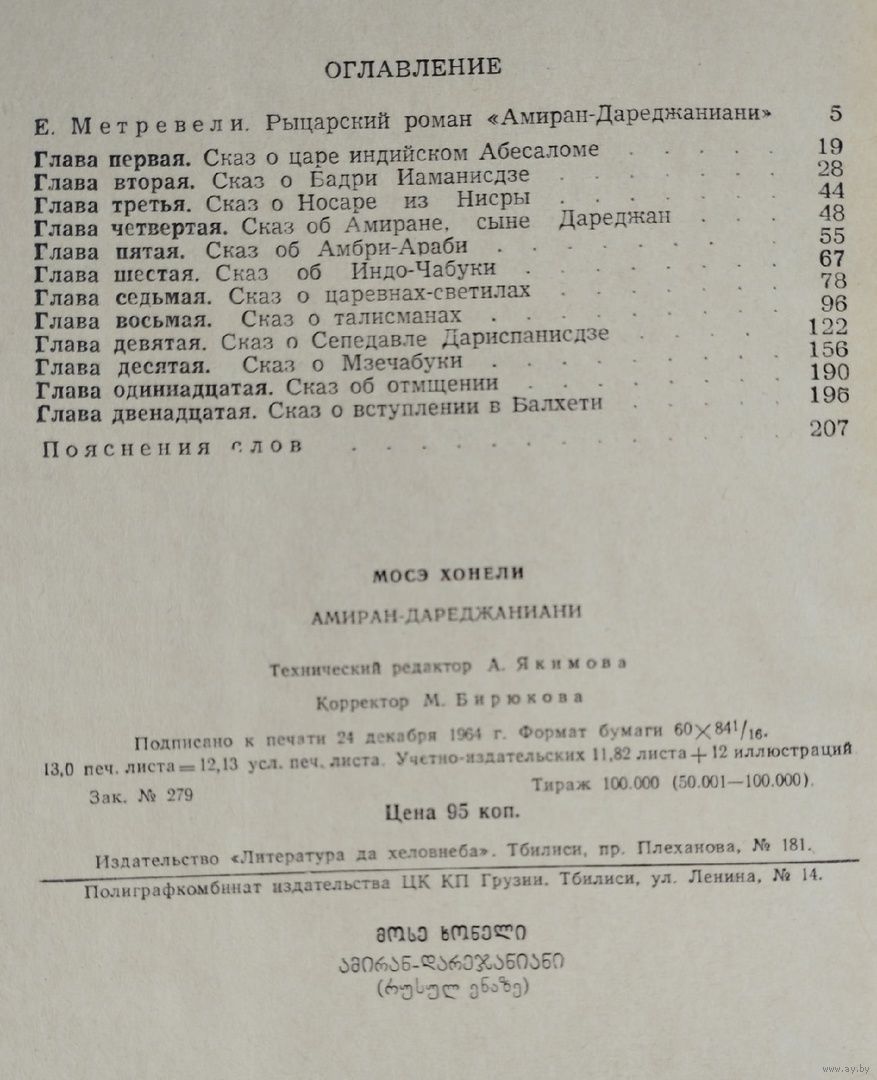 ОГЛАВЛЕНИЕ
Е. Метревели. Рыцарский роман «Амиран-Дареджаниани» 5
Глава первая. Сказ о царе индийском Абесаломе . . . . . 19
Глава вторая. Сказ о Бадри Иаманисдзе . . . . . . 28
Глава третья. Сказ о Носаре из Нисры . . . . . . 44
Глава четвертая. Сказ об Амиране, сыне Дареджан . . . 48
Глава пятая. Сказ об Амбри-Араби . . . . . . . 55
Глава шестая. Сказ об Индо-Чабуки . . . . . . 67
Глава седьмая. Сказ о царевнах-светилах . . . . . . 78
Глава восьмая. Сказ о талисманах . . . . . . . 96
Глава девятая. Сказ о Сепедавле Дариспанисдзе . . . . 122
Глава десятая. Сказ о Мзечабуки . . . . . . . 156
Глава одиннадцатая. Сказ об отмщении . . . . . . 190
Глава двенадцатая. Сказ о вступлении в Балхети . . . . 196
Пояснения слов . . . . . . . . . . 207
МОСЭ ХОНЕЛИ
АМИРАН-ДАРЕДЖАНИАНИ
Технический редактор А. Якимова
Корректор М. Бирюкова
Подписано к печати 24 декабря 1964 г. Формат бумаги 60×84¹/₁₆.
13,0 печ. листа=12,13 усл. печ. листа. Учетно-издательских 11,82 листа+12 иллюстраций
Зак. № 279 Тираж 100.000 (50.001—100.000).
Цена 95 коп.
Издательство «Литература да хеловнеба». Тбилиси, пр. Плеханова, № 181.
Полиграфкомбинат издательства ЦК КП Грузии. Тбилиси, ул. Ленина, № 14.
მოსე ხონელი
ამირან-დარეჯანიანი
(რუსულ ენაზე)
www.ay.by